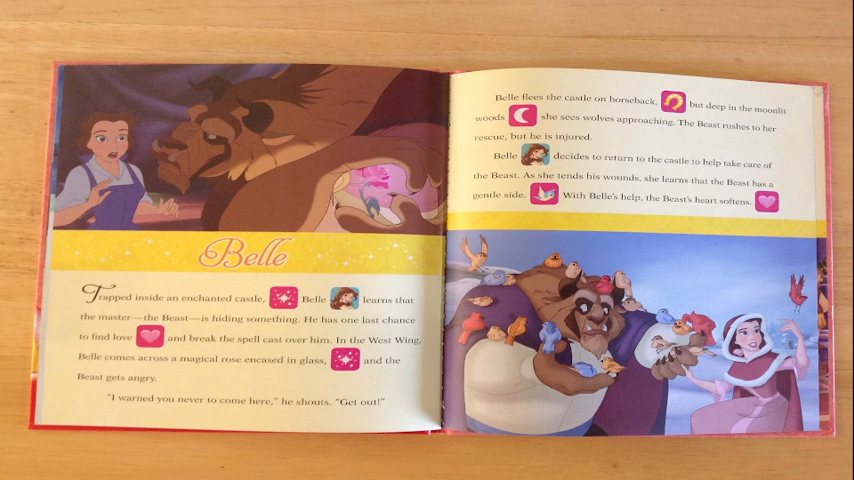 Belle
Trapped inside an enchanted castle, Belle learns that
the master—the Beast—is hiding something. He has one last chance
to find love and break the spell cast over him. In the West Wing,
Belle comes across a magical rose encased in glass, and the
Beast gets angry.
"I warned you never to come here," he shouts. "Get out!"
Belle flees the castle on horseback, but deep in the moonlit
woods she sees wolves approaching. The Beast rushes to her
rescue, but he is injured.
Belle decides to return to the castle to help take care of
the Beast. As she tends his wounds, she learns that the Beast has a
gentle side. With Belle's help, the Beast's heart softens.